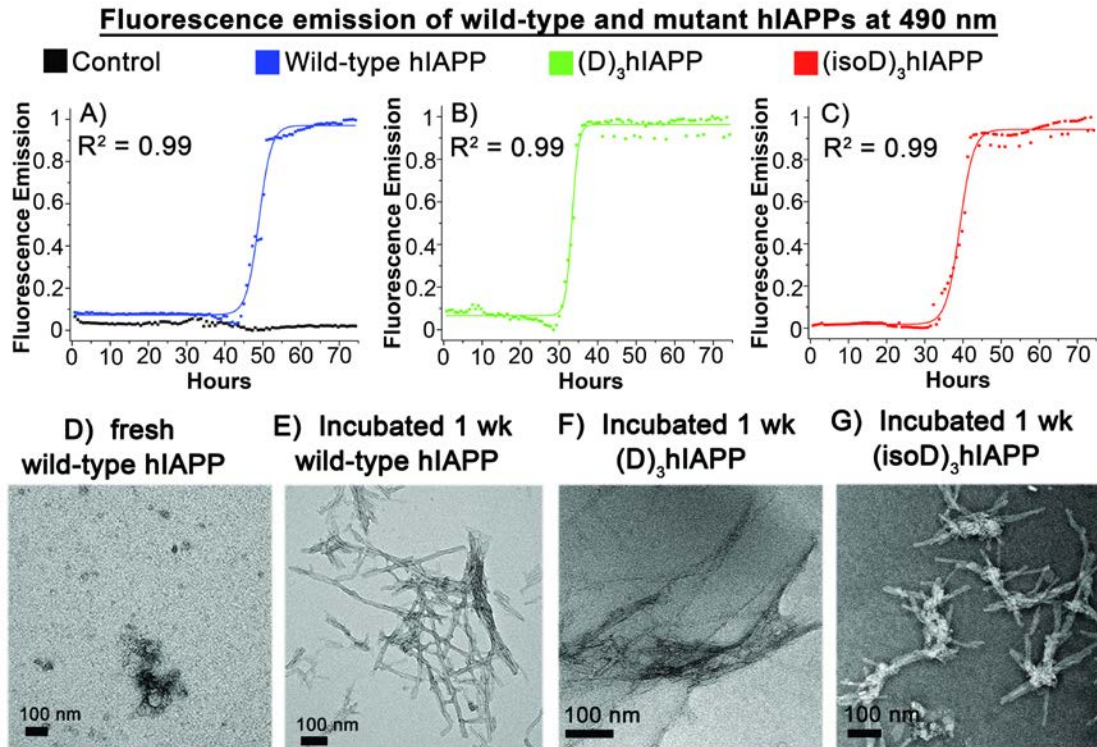 Fluorescence emission of wild-type and mutant hIAPPs at 490 nm
Control Wild-type hIAPP (D)₃hIAPP (isoD)₃hIAPP
A)
R² = 0.99
Fluorescence Emission
1
0.8
0.6
0.4
0.2
0
0 10 20 30 40 50 60 70
Hours
B)
R² = 0.99
Fluorescence Emission
1
0.8
0.6
0.4
0.2
0
0 10 20 30 40 50 60 70
Hours
C)
R² = 0.99
Fluorescence Emission
1
0.8
0.6
0.4
0.2
0
0 10 20 30 40 50 60 70
Hours
D) fresh
wild-type hIAPP
100 nm
E) Incubated 1 wk
wild-type hIAPP
100 nm
F) Incubated 1 wk
(D)₃hIAPP
100 nm
G) Incubated 1 wk
(isoD)₃hIAPP
100 nm